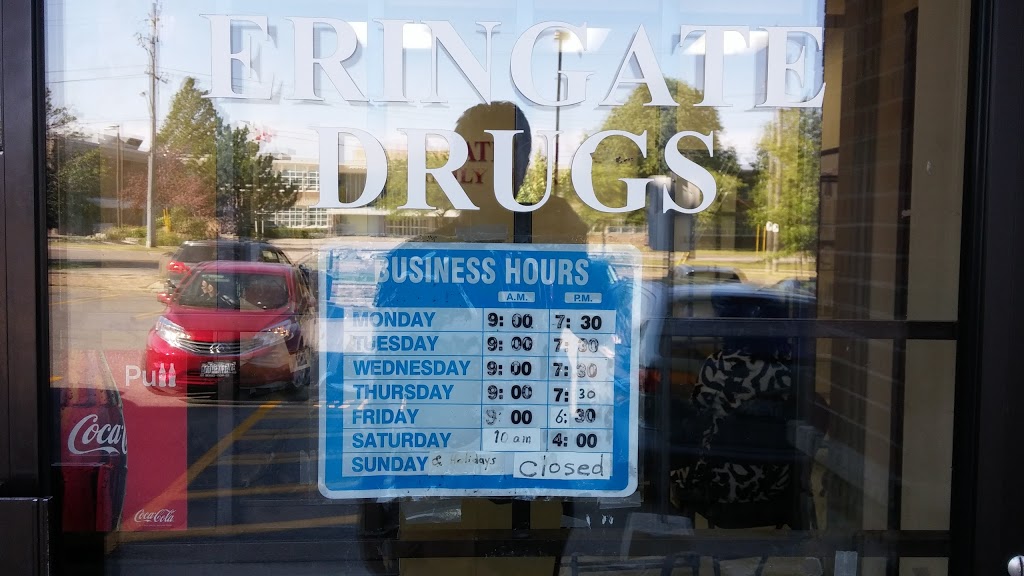 ERINGATE
DRUGS
BUSINESS HOURS
A.M. P.M.
MONDAY 9:00 7:30
TUESDAY 9:00 7:30
WEDNESDAY 9:00 7:30
THURSDAY 9:00 7:30
FRIDAY 9:00 6:30
SATURDAY 10 am 4:00
SUNDAY & Holidays Closed
Pull
Coca
Coca-Cola